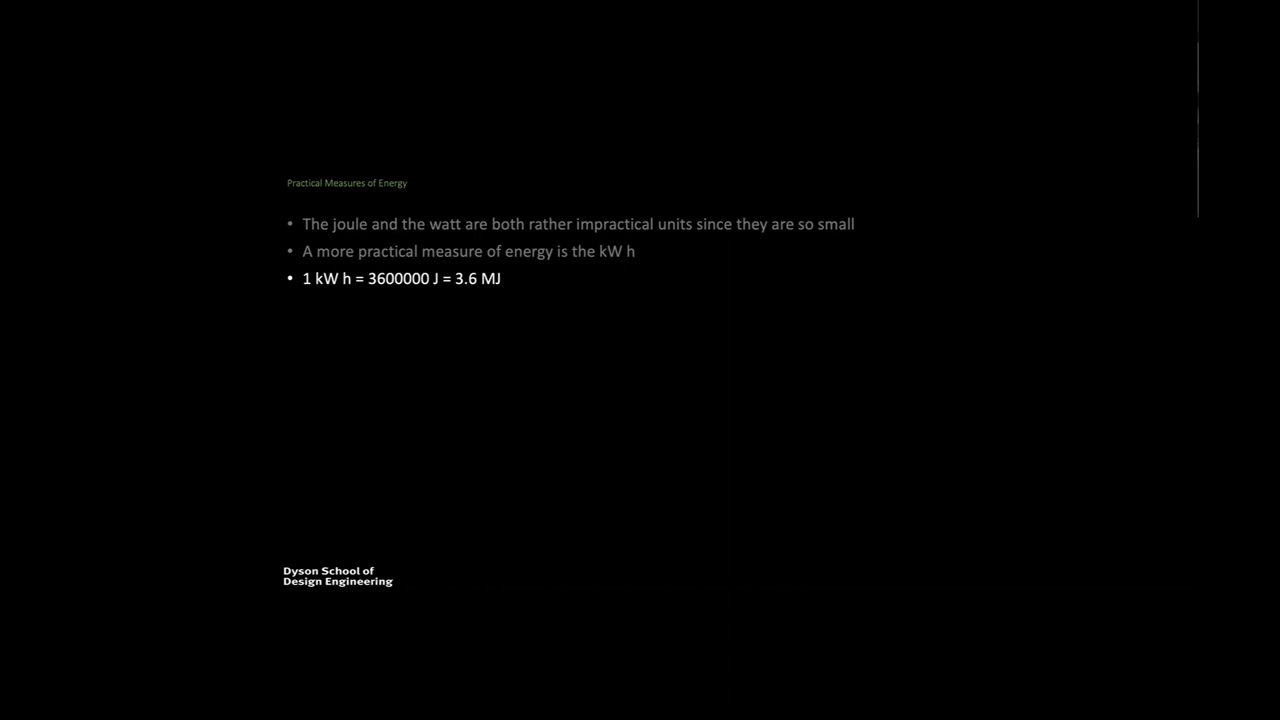 Practical Measures of Energy
• The joule and the watt are both rather impractical units since they are so small
• A more practical measure of energy is the kW h
• 1 kW h = 3600000 J = 3.6 MJ
Dyson School of
Design Engineering